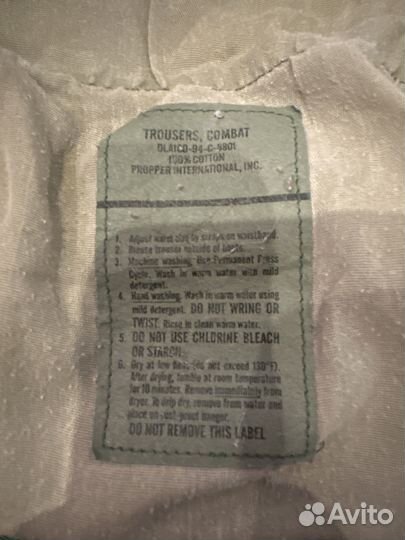 TROUSERS, COMBAT
DLA1CD-94-C-
100% COTTON
PROPPER INTERNATIONAL, INC.
1. Adjust waist size by straps on waistband.
2. Blouse trouser outside of boots.
3. Machine washing. Use Permanent Press
Cycle. Wash in warm water with mild
detergent.
4. Hand washing. Wash in warm water using
mild detergent. DO NOT WRING OR
TWIST. Rinse in clean warm water.
5. DO NOT USE CHLORINE BLEACH
OR STARCH.
6. Dry at low heat (do not exceed 130°F).
After drying, tumble at room temperature
for 10 minutes. Remove immediately from
dryer. To drip dry, remove from water and
place on rust-proof hanger.
DO NOT REMOVE THIS LABEL
Avito